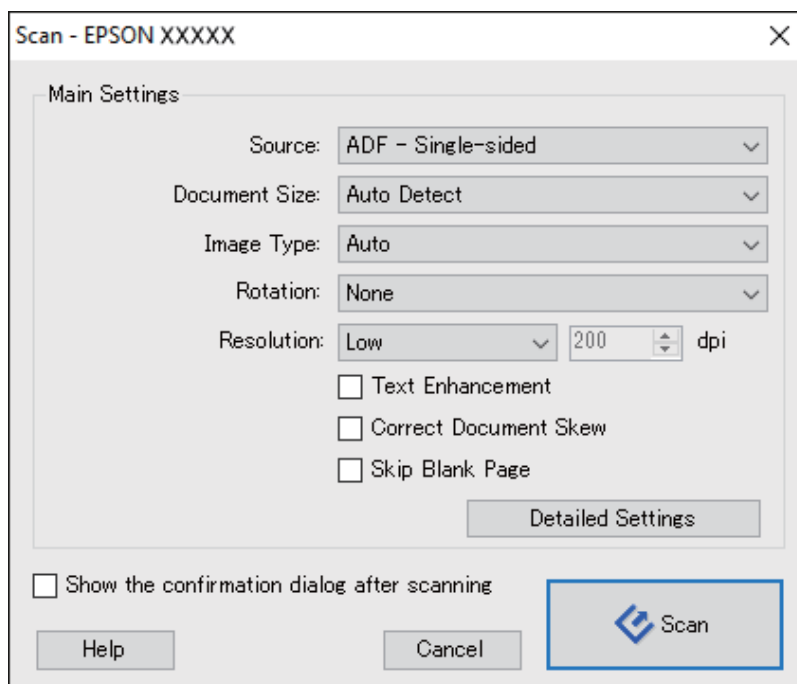 Scan - EPSON XXXXX
Main Settings
Source: ADF - Single-sided
Document Size: Auto Detect
Image Type: Auto
Rotation: None
Resolution: Low 200 dpi
Text Enhancement
Correct Document Skew
Skip Blank Page
Detailed Settings
Show the confirmation dialog after scanning
Scan
Help Cancel